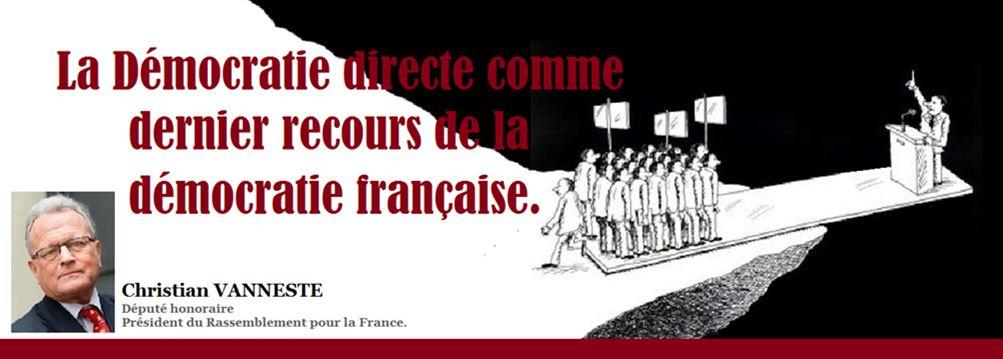 La Démocratie directe comme
dernier recours de la
démocratie française.
Christian VANNESTE
Député honoraire
Président du Rassemblement pour la France.